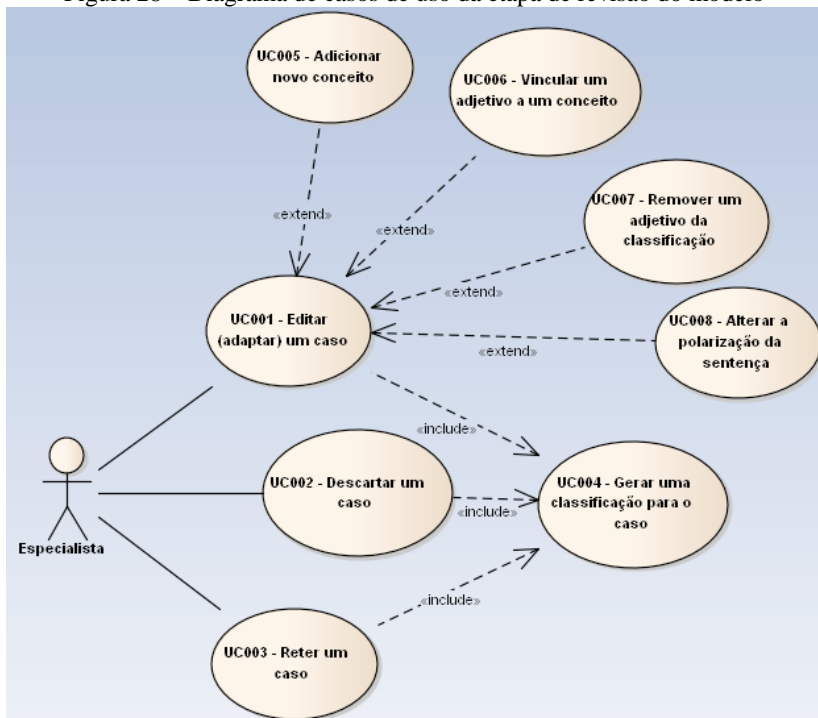 Figura 28 – Diagrama de casos de uso da etapa de revisão do modelo
UC005 - Adicionar
novo conceito
UC006 - Vincular um
adjetivo a um conceito
UC007 - Remover um
adjetivo da
classificação
«extend»
«extend»
«extend»
UC001 - Editar
(adaptar) um caso
UC008 - Alterar a
polarização da
sentença
«extend»
«include»
UC002 - Descartar um
caso
«include»
UC004 - Gerar uma
classificação para o
caso
Especialista
«include»
UC003 - Reter um
caso